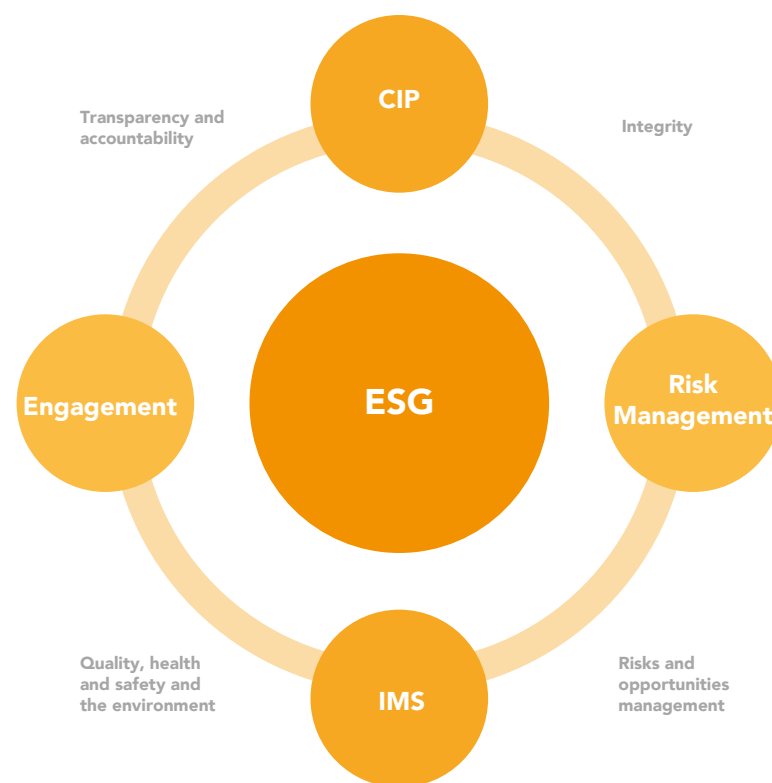 CIP
Transparency and
accountability
Integrity
Engagement
ESG
Risk
Management
Quality, health
and safety and
the environment
IMS
Risks and
opportunities
management